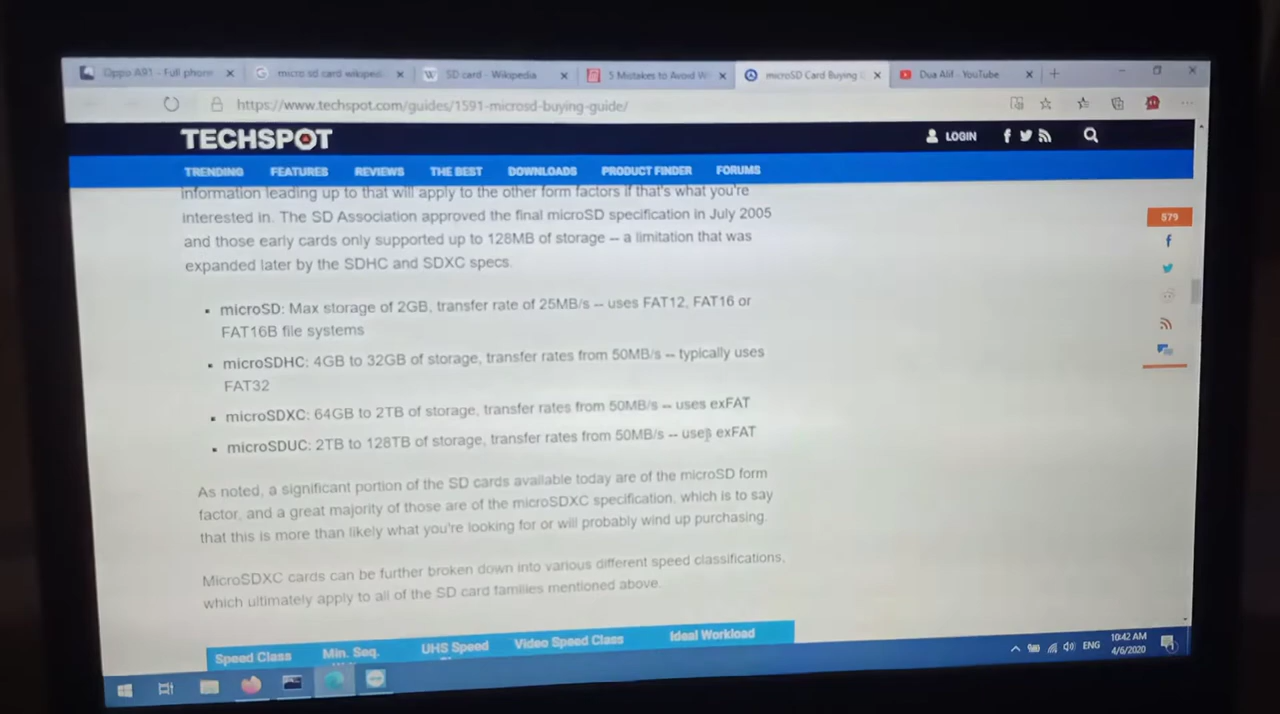 Oppo A91 - Full phone
micro sd card wikiped
SD card - Wikipedia
5 Mistakes to Avoid W
microSD Card Buying
Dua Alif - YouTube
https://www.techspot.com/guides/1591-microsd-buying-guide/
TECHSPOT
LOGIN
TRENDING FEATURES REVIEWS THE BEST DOWNLOADS PRODUCT FINDER FORUMS
information leading up to that will apply to the other form factors if that's what you're
interested in. The SD Association approved the final microSD specification in July 2005
and those early cards only supported up to 128MB of storage -- a limitation that was
expanded later by the SDHC and SDXC specs.
579
▪ microSD: Max storage of 2GB, transfer rate of 25MB/s -- uses FAT12, FAT16 or
FAT16B file systems
▪ microSDHC: 4GB to 32GB of storage, transfer rates from 50MB/s -- typically uses
FAT32
▪ microSDXC: 64GB to 2TB of storage, transfer rates from 50MB/s -- uses exFAT
▪ microSDUC: 2TB to 128TB of storage, transfer rates from 50MB/s -- uses exFAT
As noted, a significant portion of the SD cards available today are of the microSD form
factor, and a great majority of those are of the microSDXC specification, which is to say
that this is more than likely what you're looking for or will probably wind up purchasing.
MicroSDXC cards can be further broken down into various different speed classifications,
which ultimately apply to all of the SD card families mentioned above.
Speed Class Min. Seq. UHS Speed Video Speed Class Ideal Workload
ENG
10:42 AM
4/6/2020